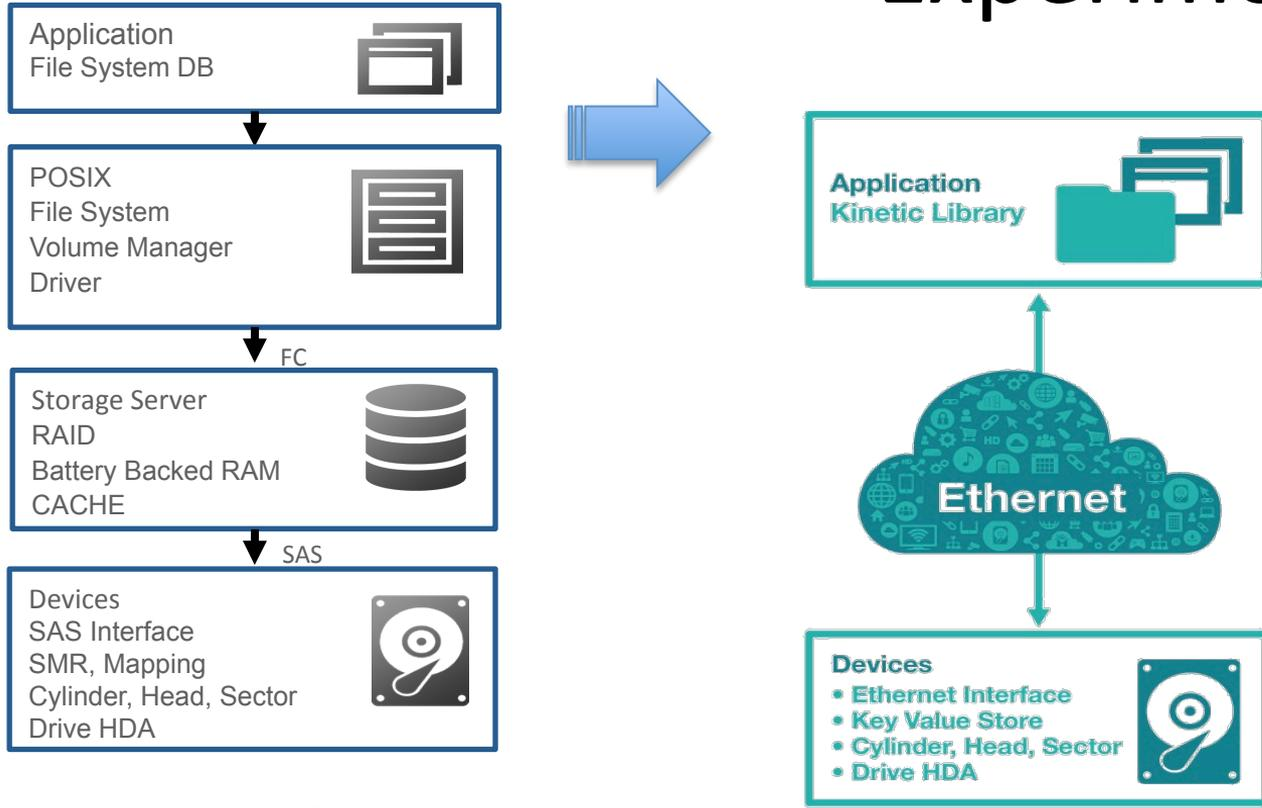 Application
File System DB
POSIX
File System
Volume Manager
Driver
FC
Storage Server
RAID
Battery Backed RAM
CACHE
SAS
Devices
SAS Interface
SMR, Mapping
Cylinder, Head, Sector
Drive HDA
Application
Kinetic Library
HD
Ethernet
HD
Devices
• Ethernet Interface
• Key Value Store
• Cylinder, Head, Sector
• Drive HDA